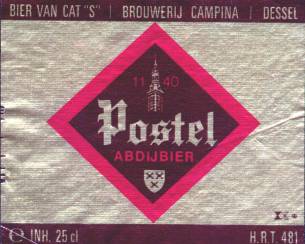 BIER VAN CAT "S" | BROUWERIJ CAMPINA | DESSEL
11 40
Postel
ABDIJBIER
INH. 25 cl
H.R.T. 481